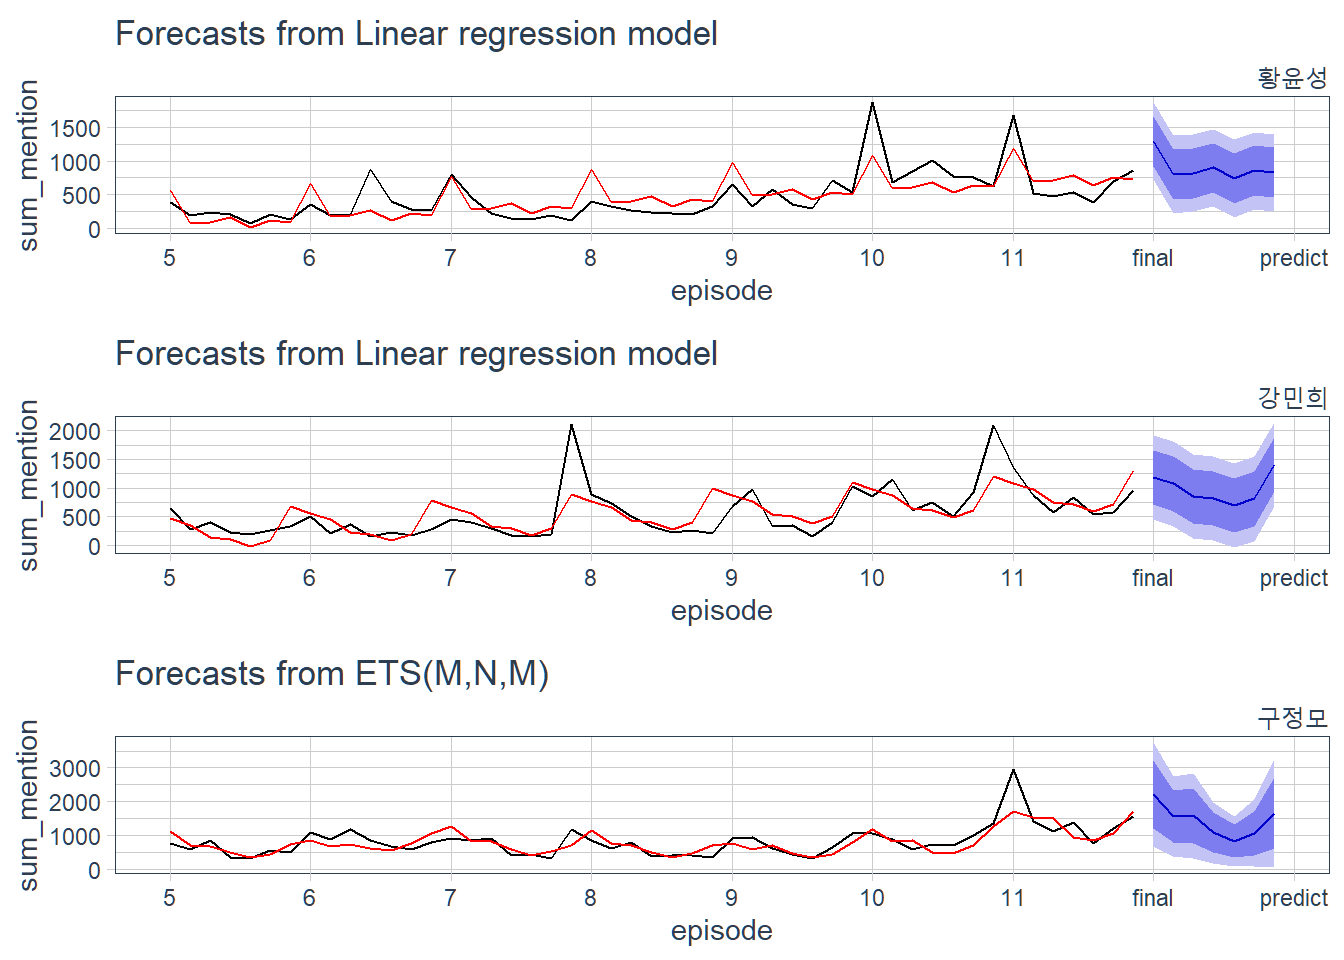 Forecasts from Linear regression model
황윤성
sum_mention
1500
1000
500
0
5 6 7 8 9 10 11 final predict
episode
Forecasts from Linear regression model
강민희
sum_mention
2000
1500
1000
500
0
5 6 7 8 9 10 11 final predict
episode
Forecasts from ETS(M,N,M)
구정모
sum_mention
3000
2000
1000
0
5 6 7 8 9 10 11 final predict
episode